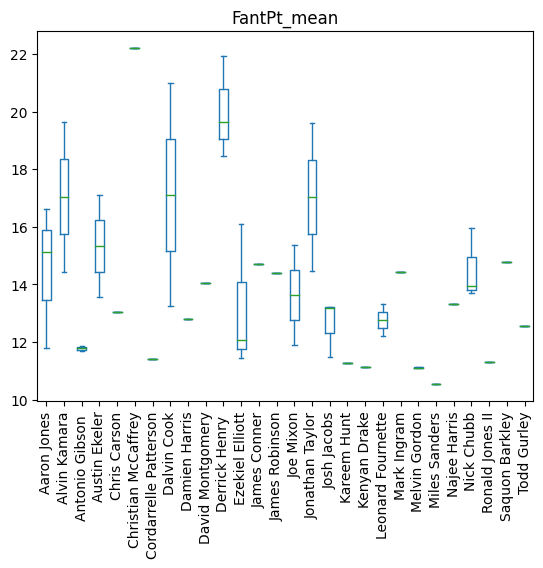 FantPt_mean
22
20
18
16
14
12
10
Aaron Jones
Alvin Kamara
Antonio Gibson
Austin Ekeler
Chris Carson
Christian McCaffrey
Cordarrelle Patterson
Dalvin Cook
Damien Harris
David Montgomery
Derrick Henry
Ezekiel Elliott
James Conner
James Robinson
Joe Mixon
Jonathan Taylor
Josh Jacobs
Kareem Hunt
Kenyan Drake
Leonard Fournette
Mark Ingram
Melvin Gordon
Miles Sanders
Najee Harris
Nick Chubb
Ronald Jones II
Saquon Barkley
Todd Gurley